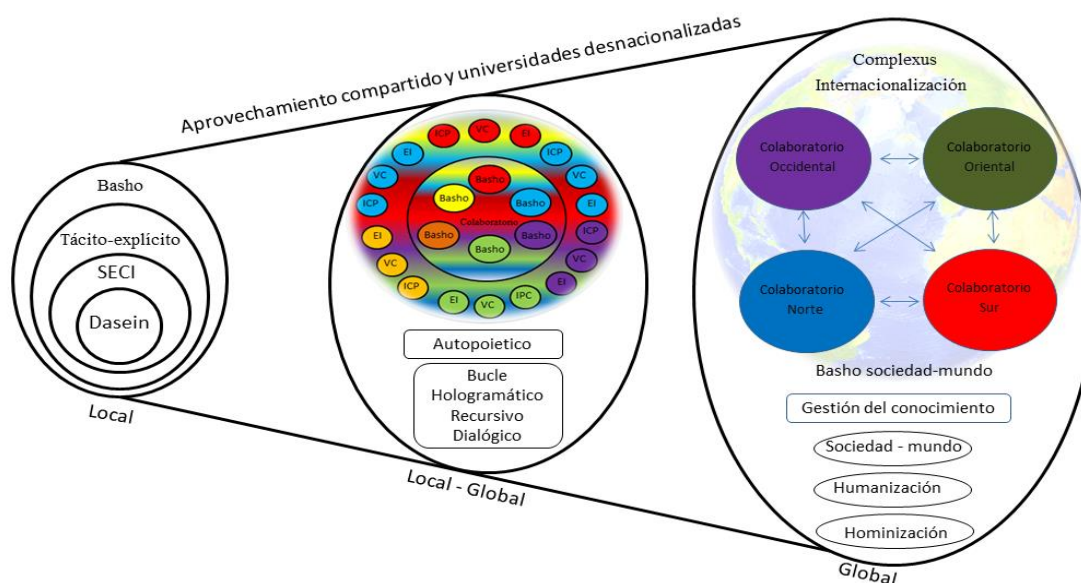 Aprovechamiento compartido y universidades desnacionalizadas
Basho
Tácito-explícito
SECI
Dasein
Local
ICP
VC
EI
EI
ICP
VC
VC
ICP
EI
EI
ICP
VC
VC
ICP
EI
EI
VC
IPC
Basho
Basho
Basho
Colaboratorio
Basho
Basho
Basho
Autopoietico
Bucle
Hologramático
Recursivo
Dialógico
Local - Global
Complexus
Internacionalización
Colaboratorio
Occidental
Colaboratorio
Oriental
Colaboratorio
Norte
Colaboratorio
Sur
Basho sociedad-mundo
Gestión del conocimiento
Sociedad - mundo
Humanización
Hominización
Global